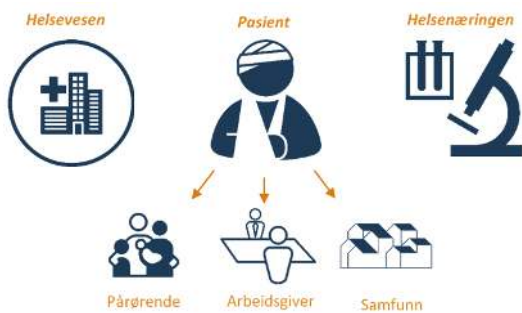 Helsevesen
Pasient
Helsenæringen
Pårørende
Arbeidsgiver
Samfunn